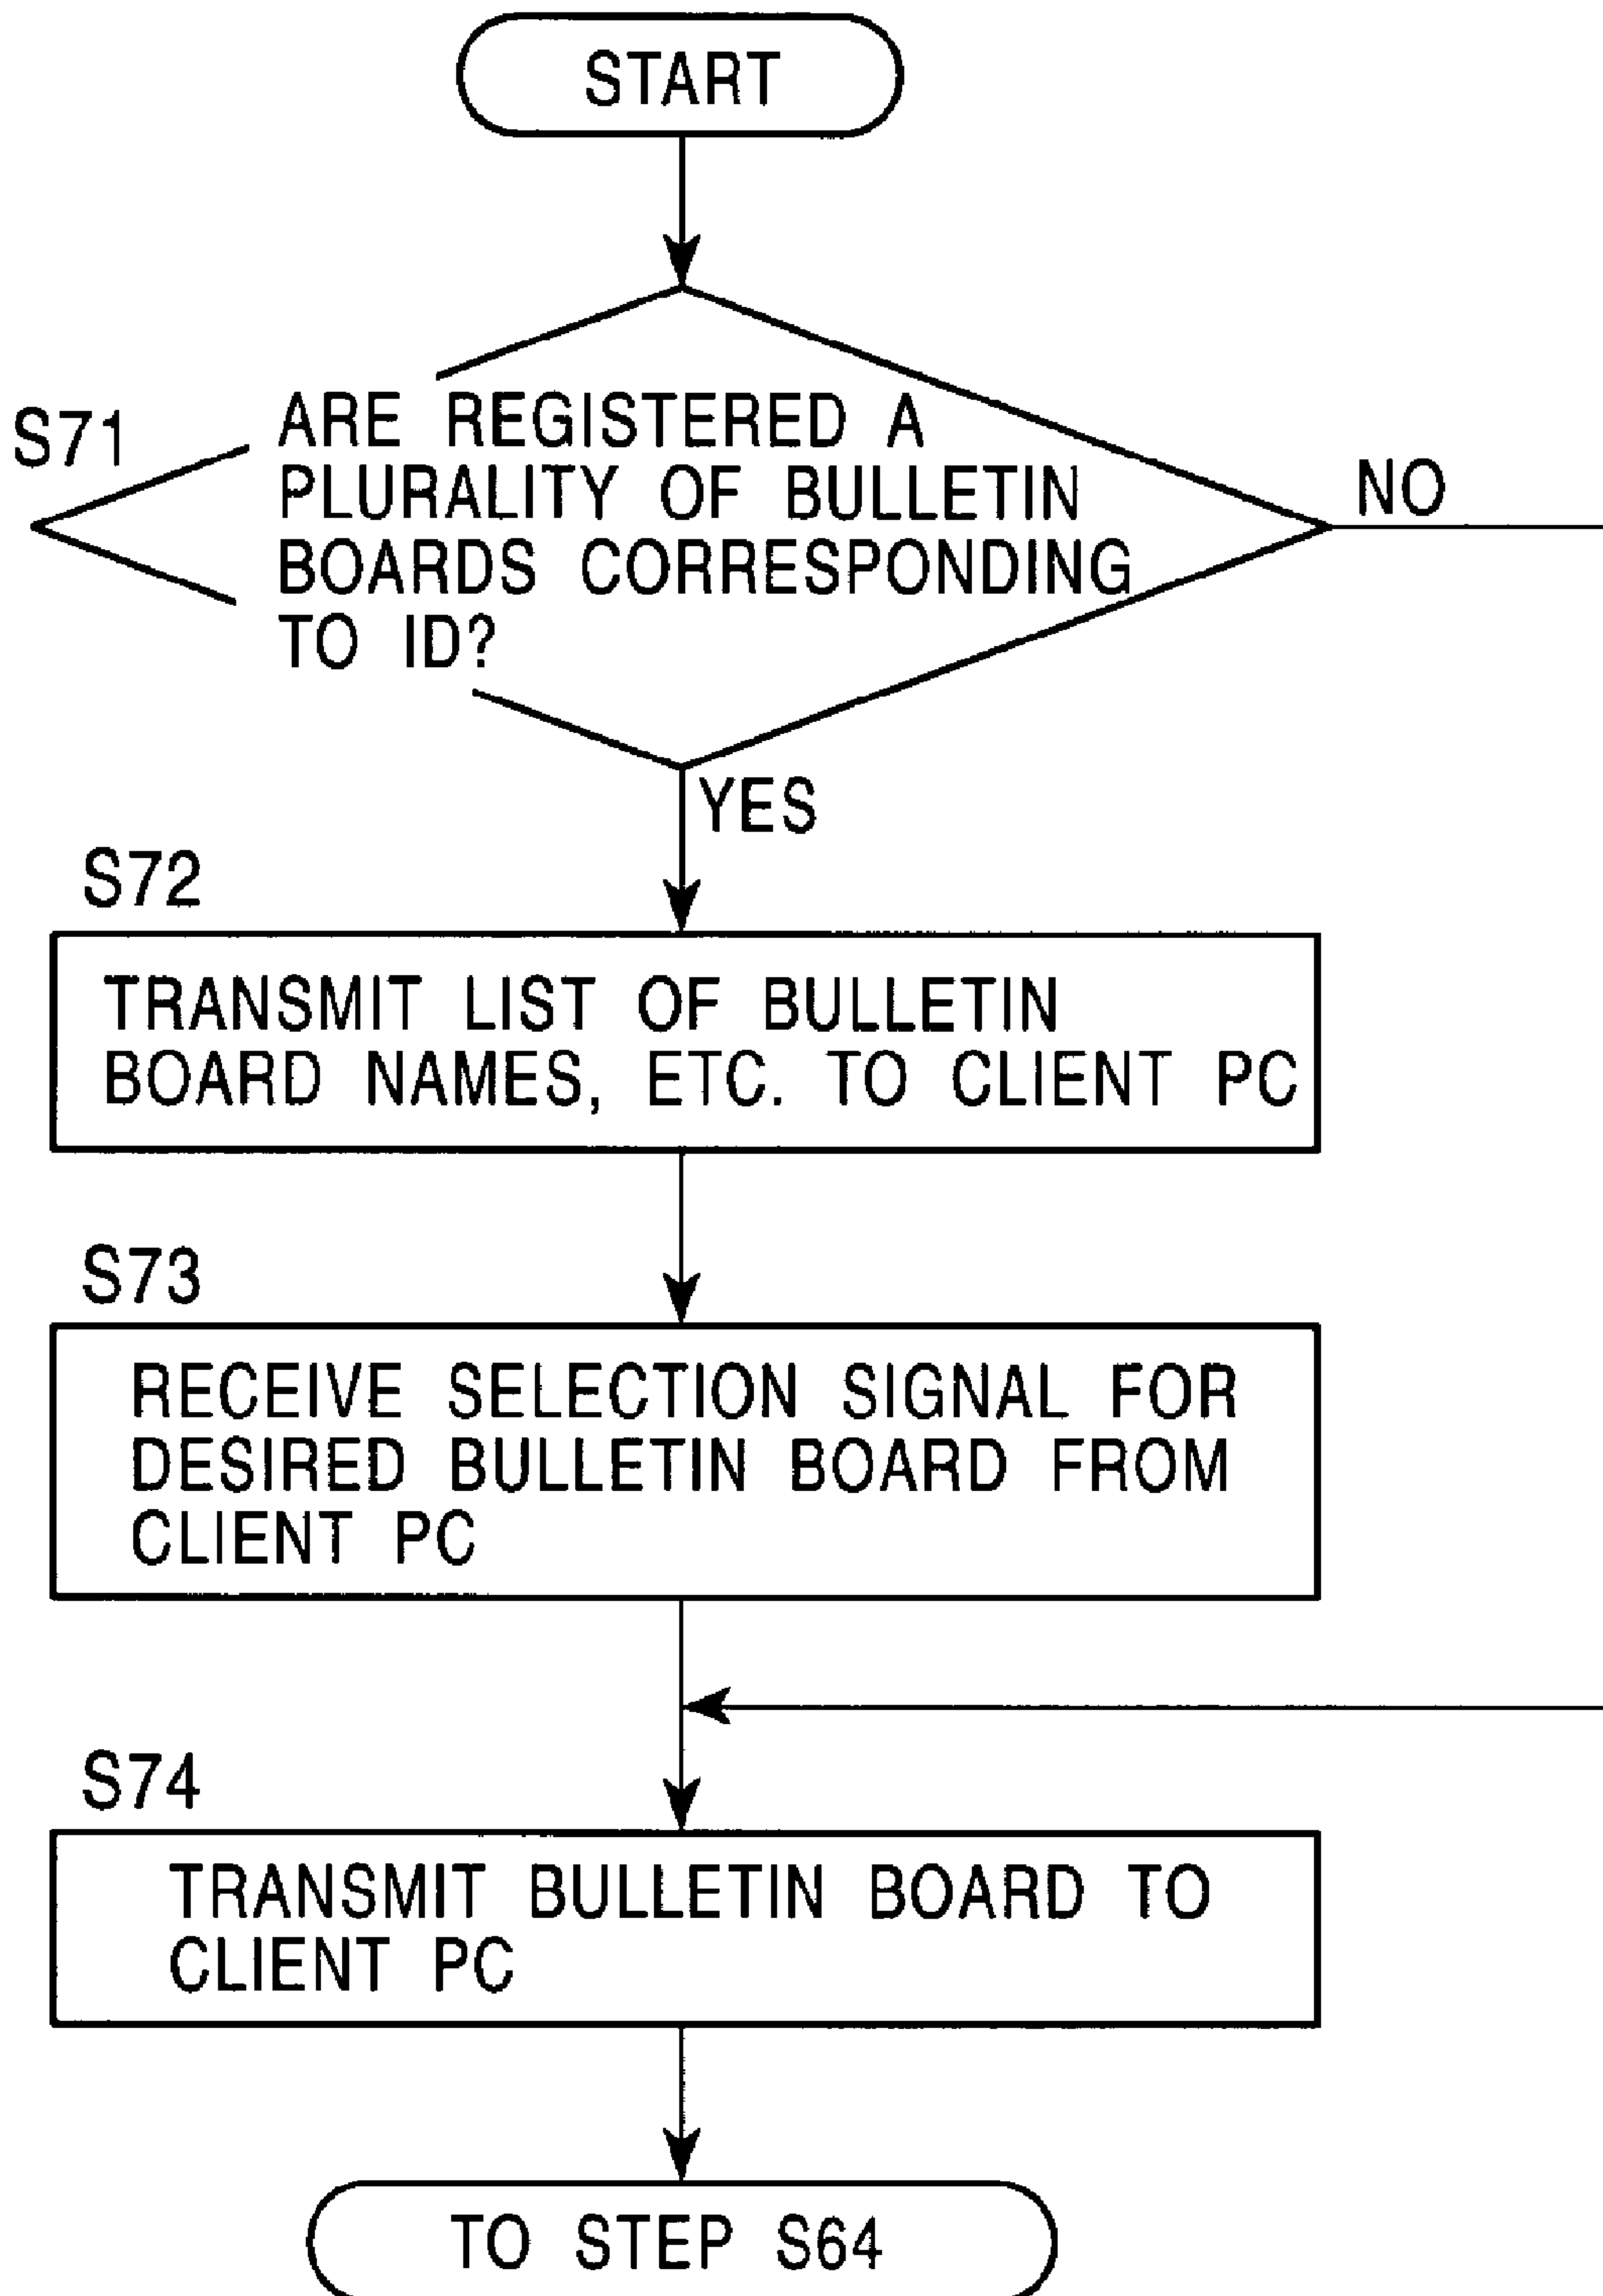 START
S71
ARE REGISTERED A
PLURALITY OF BULLETIN
BOARDS CORRESPONDING
TO ID?
NO
YES
S72
TRANSMIT LIST OF BULLETIN
BOARD NAMES, ETC. TO CLIENT PC
S73
RECEIVE SELECTION SIGNAL FOR
DESIRED BULLETIN BOARD FROM
CLIENT PC
S74
TRANSMIT BULLETIN BOARD TO
CLIENT PC
TO STEP S64